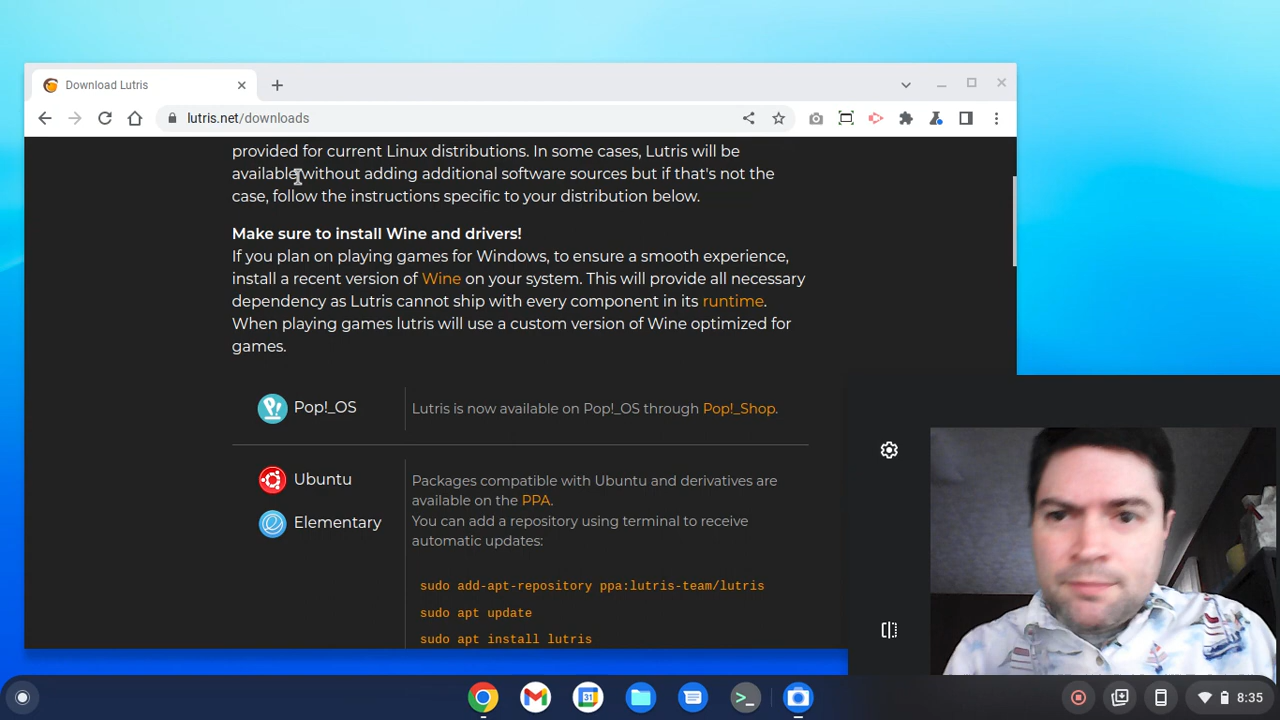 Download Lutris
lutris.net/downloads
provided for current Linux distributions. In some cases, Lutris will be
available without adding additional software sources but if that's not the
case, follow the instructions specific to your distribution below.
Make sure to install Wine and drivers!
If you plan on playing games for Windows, to ensure a smooth experience,
install a recent version of Wine on your system. This will provide all necessary
dependency as Lutris cannot ship with every component in its runtime.
When playing games lutris will use a custom version of Wine optimized for
games.
Pop!_OS
Lutris is now available on Pop!_OS through Pop!_Shop.
Ubuntu
Elementary
Packages compatible with Ubuntu and derivatives are
available on the PPA.
You can add a repository using terminal to receive
automatic updates:
sudo add-apt-repository ppa:lutris-team/lutris
sudo apt update
sudo apt install lutris
31
8:35